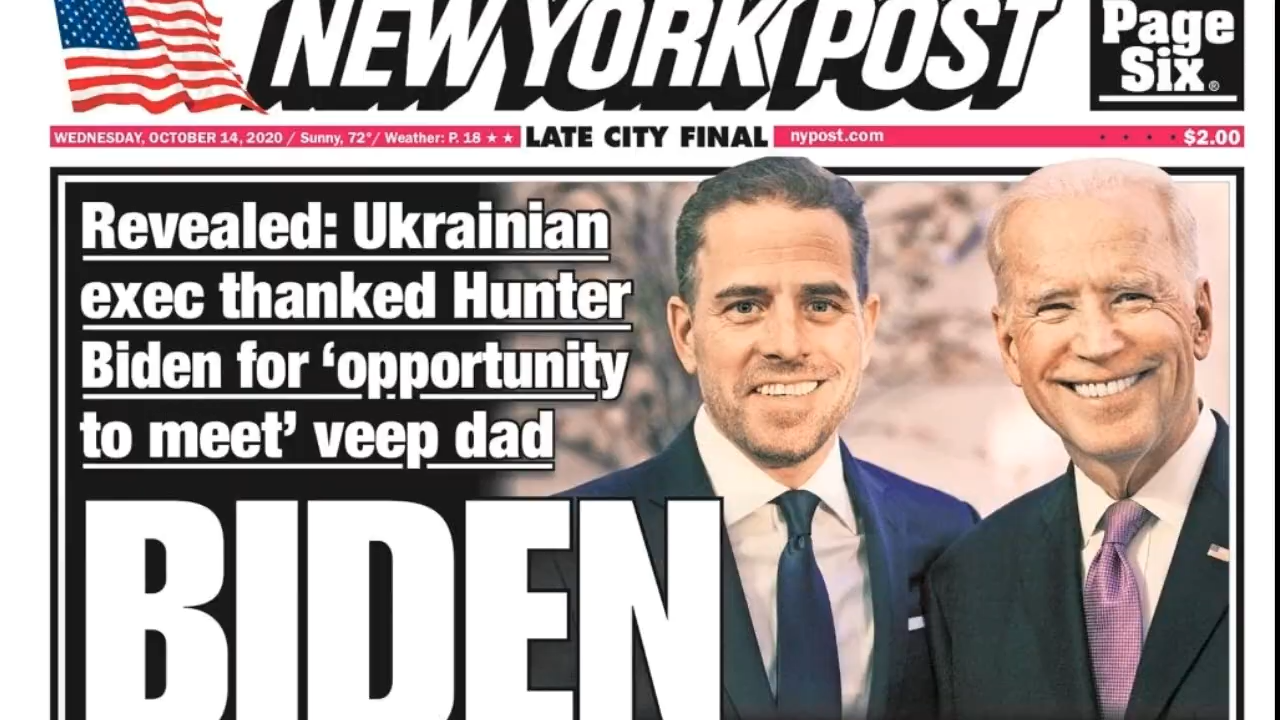 NEW YORK POST
Page
Six®
WEDNESDAY, OCTOBER 14, 2020 / Sunny, 72°/ Weather: P. 18 ★ ★ LATE CITY FINAL nypost.com $2.00
Revealed: Ukrainian
exec thanked Hunter
Biden for ‘opportunity
to meet’ veep dad
BIDEN